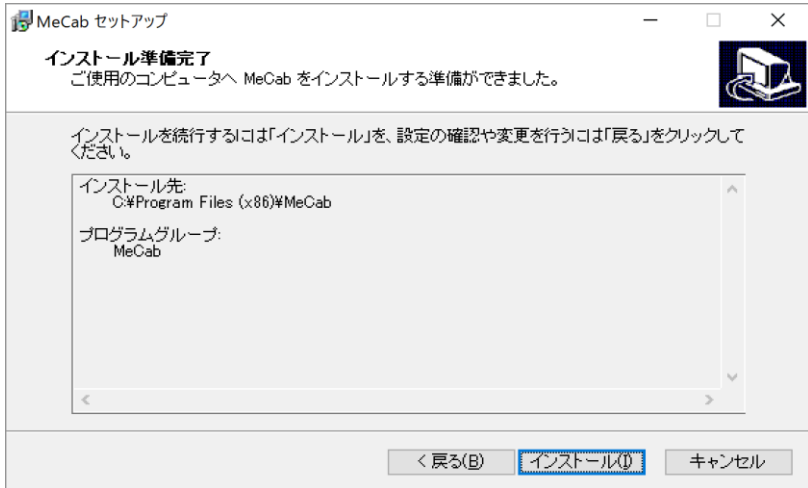 MeCab セットアップ
インストール準備完了
ご使用のコンピュータへ MeCab をインストールする準備ができました。
インストールを続行するには「インストール」を、設定の確認や変更を行うには「戻る」をクリックして
ください。
インストール先:
C:¥Program Files (x86)¥MeCab
プログラムグループ:
MeCab
< 戻る(B)
インストール(I)
キャンセル